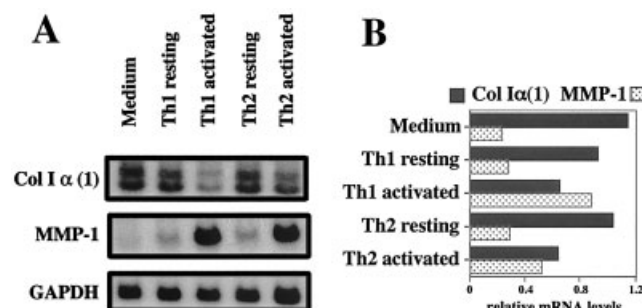 A
Medium
Th1 resting
Th1 activated
Th2 resting
Th2 activated
Col I α (1)
MMP-1
GAPDH
B
Col Iα(1) MMP-1
Medium
Th1 resting
Th1 activated
Th2 resting
Th2 activated
0 0.4 0.8 1.2
relative mRNA levels